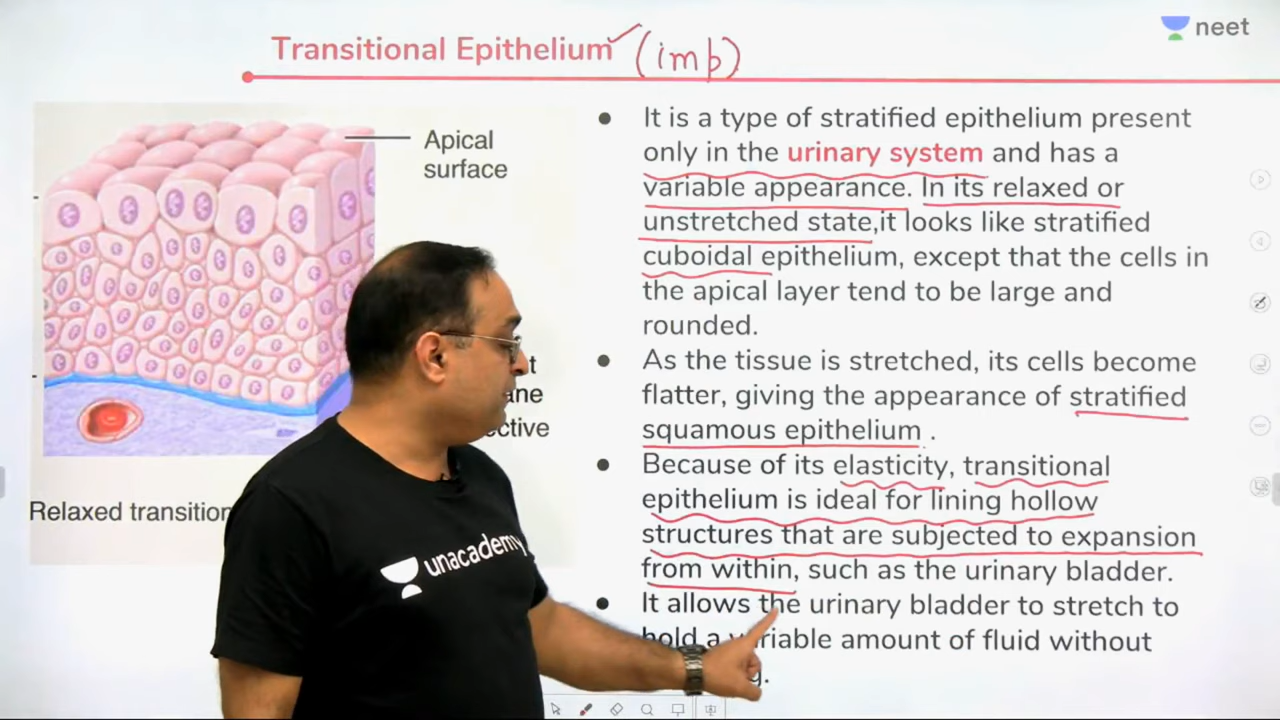 neet
Transitional Epithelium (imp)
Apical
surface
ane
ctive
Relaxed transition
unacademy
It is a type of stratified epithelium present
only in the urinary system and has a
variable appearance. In its relaxed or
unstretched state,it looks like stratified
cuboidal epithelium, except that the cells in
the apical layer tend to be large and
rounded.
As the tissue is stretched, its cells become
flatter, giving the appearance of stratified
squamous epithelium .
Because of its elasticity, transitional
epithelium is ideal for lining hollow
structures that are subjected to expansion
from within, such as the urinary bladder.
It allows the urinary bladder to stretch to
hold a variable amount of fluid without
g.